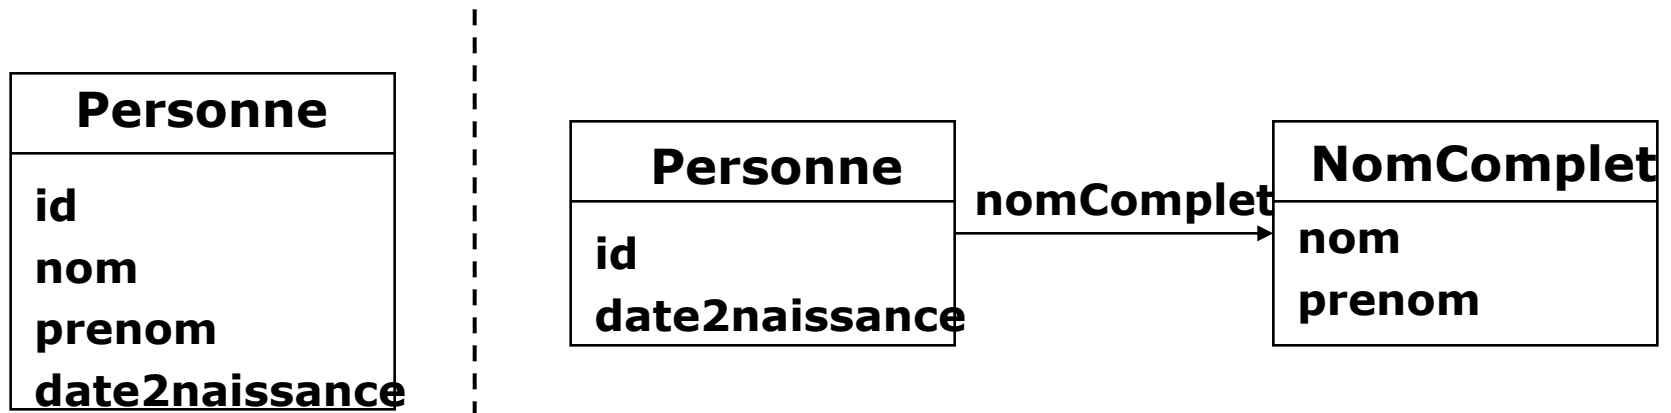 Personne
id
nom
prenom
date2naissance
Personne
id
date2naissance
nomComplet
NomComplet
nom
prenom